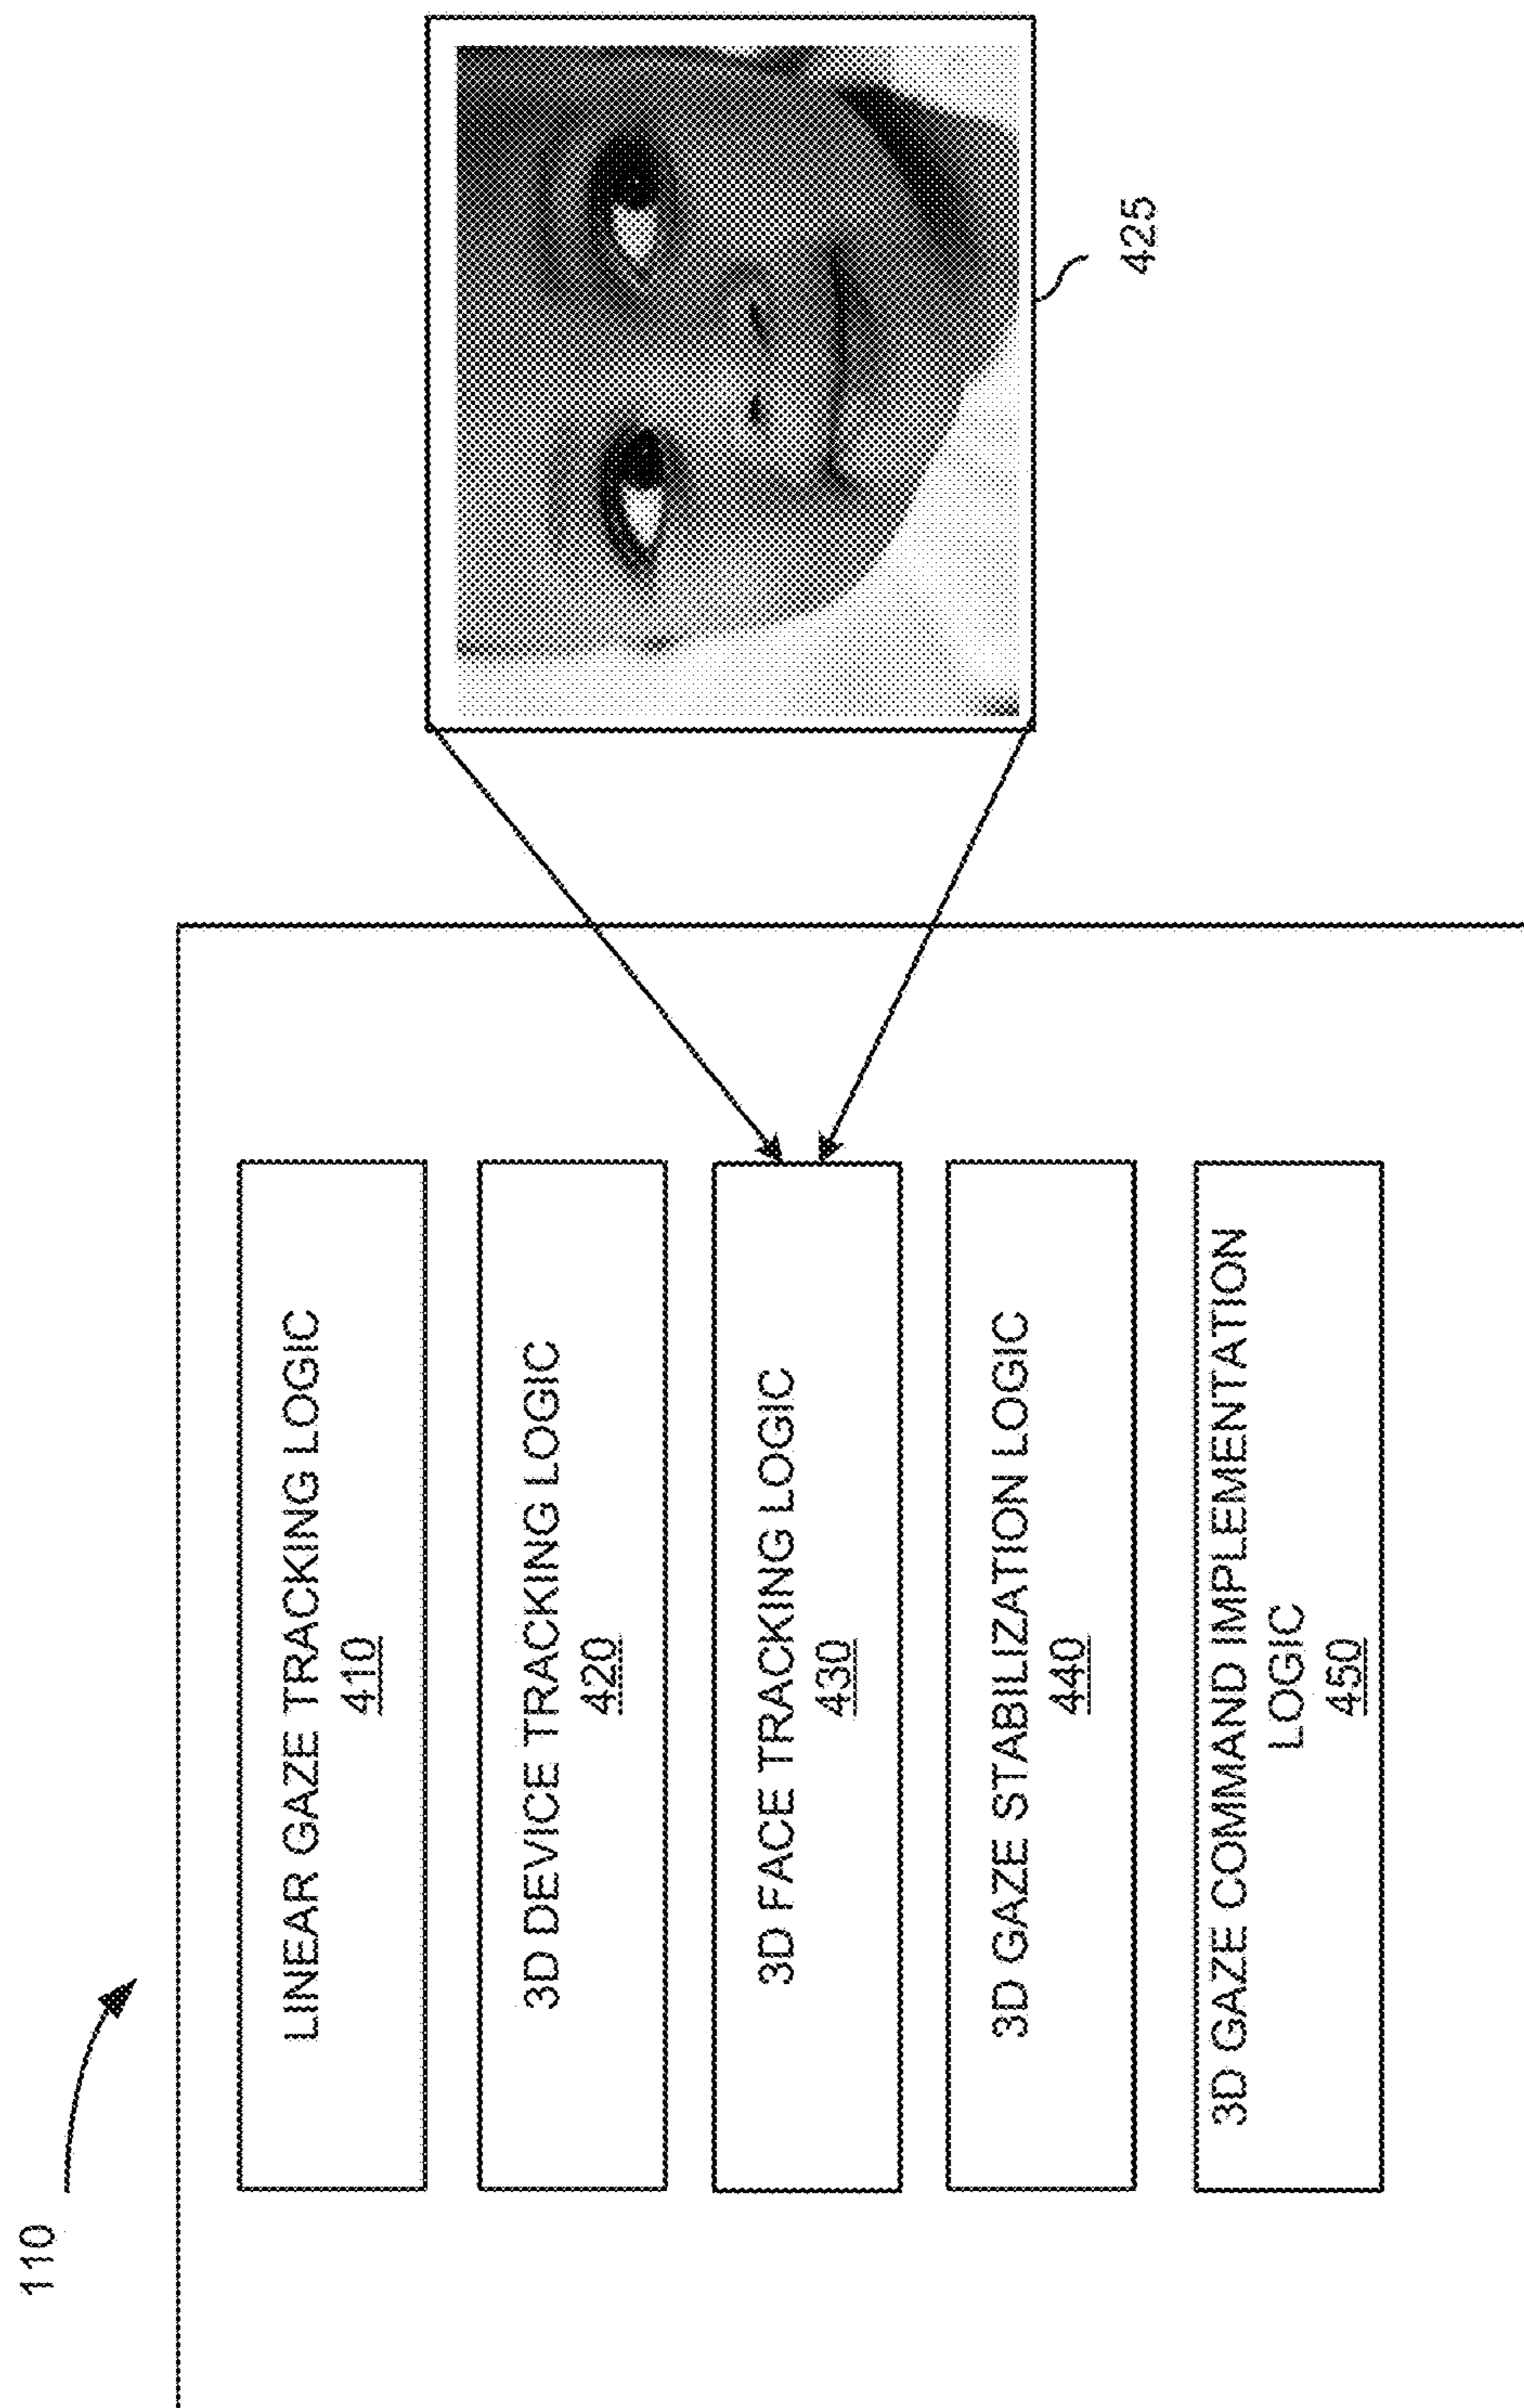 110
LINEAR GAZE TRACKING LOGIC
410
3D DEVICE TRACKING LOGIC
420
3D FACE TRACKING LOGIC
430
3D GAZE STABILIZATION LOGIC
440
3D GAZE COMMAND IMPLEMENTATION
LOGIC
450
425